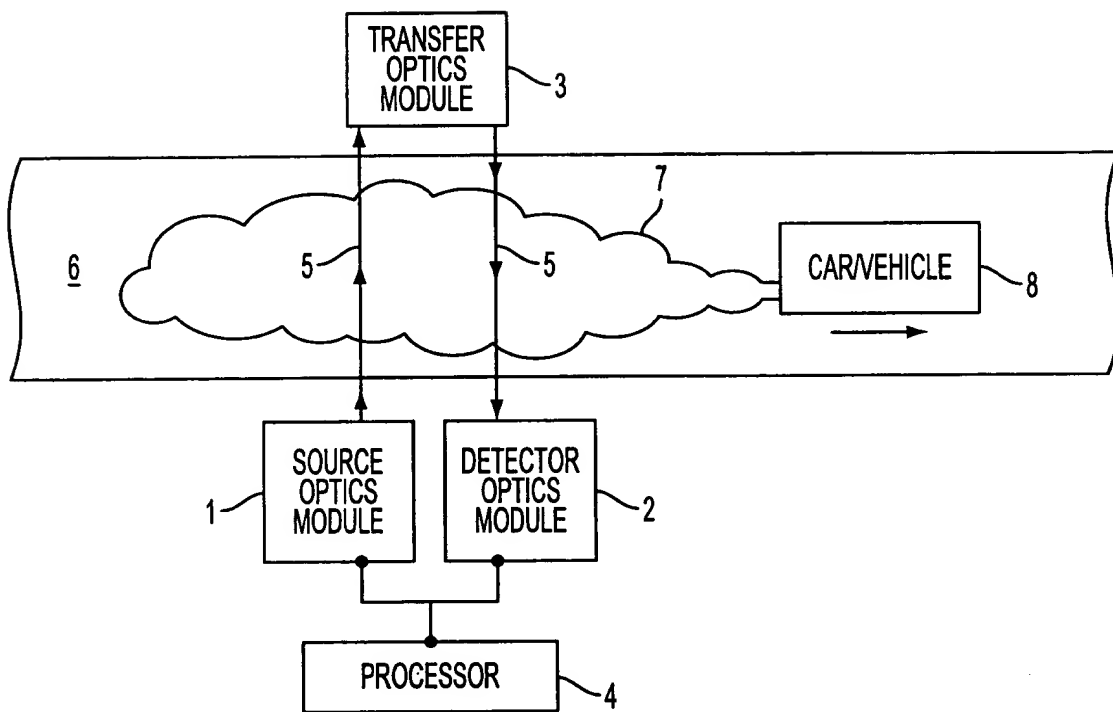 TRANSFER
OPTICS
MODULE
3
7
6
5
5
CAR/VEHICLE
8
SOURCE
OPTICS
MODULE
1
DETECTOR
OPTICS
MODULE
2
PROCESSOR
4